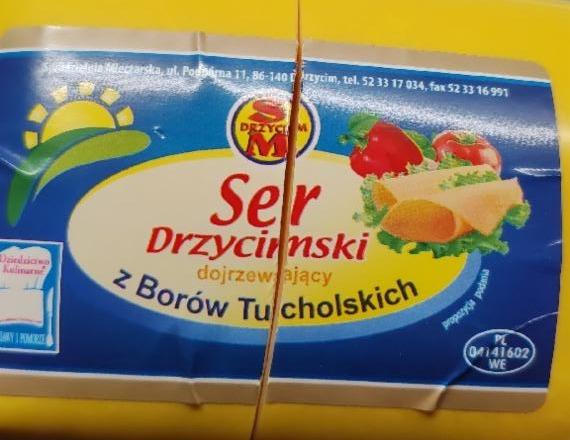 Spółdzielnia Mleczarska, ul. Podgórna 11, 86-140 Drzycim, tel. 52 33 17 034, fax 52 33 16 991
S
DRZYCIM
M
Ser
Drzycimski
dojrzewający
z Borów Tucholskich
Dziedzictwo
Kulinarne
I POMORZE
propozycja podania
PL
04141602
WE